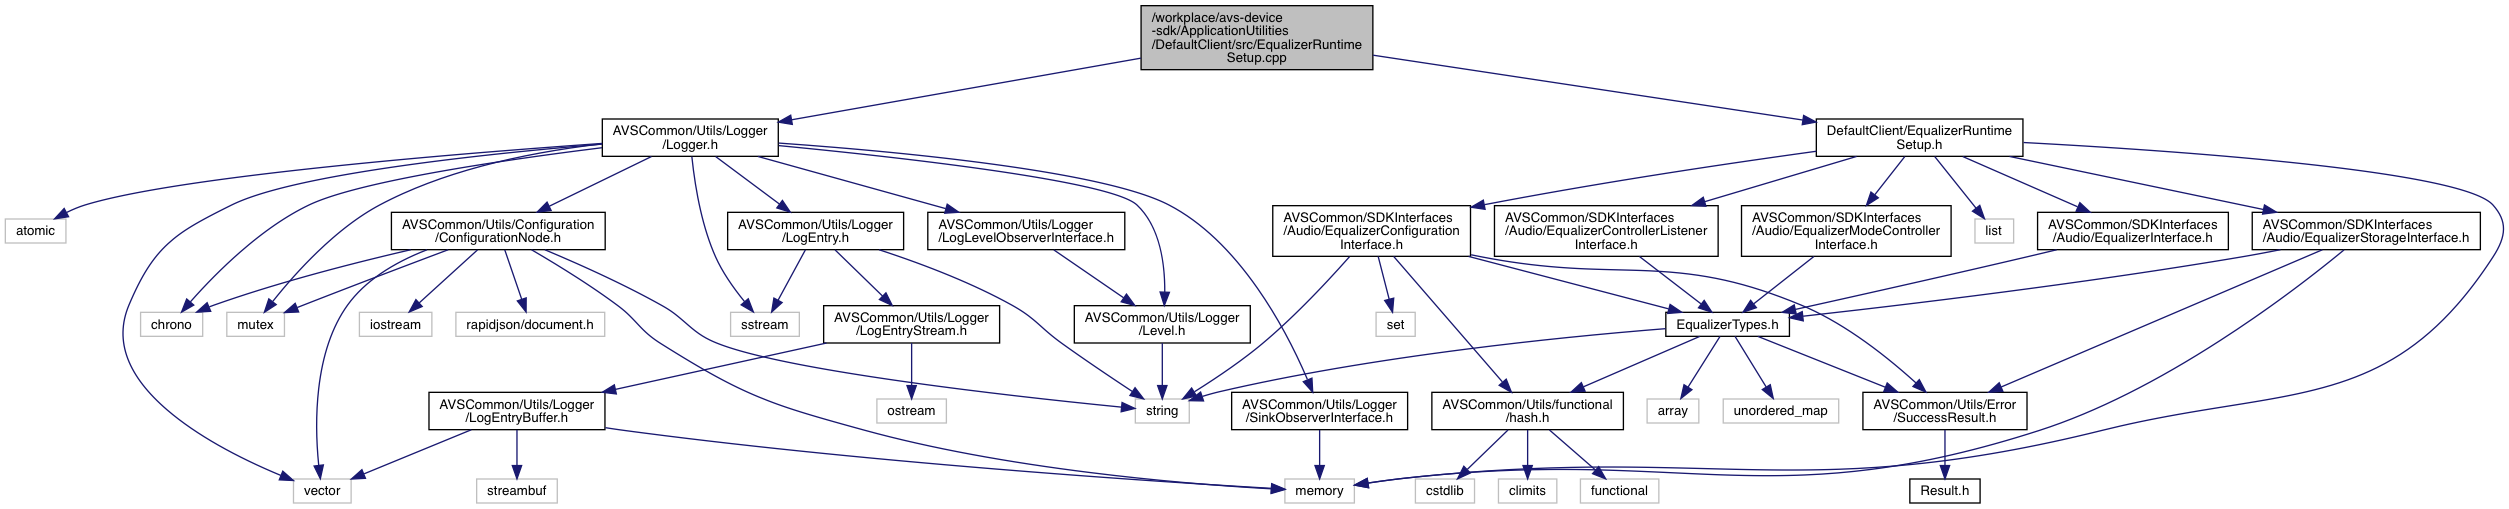 /workplace/avs-device
-sdk/ApplicationUtilities
/DefaultClient/src/EqualizerRuntime
Setup.cpp
AVSCommon/Utils/Logger
/Logger.h
DefaultClient/EqualizerRuntime
Setup.h
atomic
AVSCommon/Utils/Configuration
/ConfigurationNode.h
AVSCommon/Utils/Logger
/LogEntry.h
AVSCommon/Utils/Logger
/LogLevelObserverInterface.h
AVSCommon/SDKInterfaces
/Audio/EqualizerConfiguration
Interface.h
AVSCommon/SDKInterfaces
/Audio/EqualizerControllerListener
Interface.h
AVSCommon/SDKInterfaces
/Audio/EqualizerModeController
Interface.h
list
AVSCommon/SDKInterfaces
/Audio/EqualizerInterface.h
AVSCommon/SDKInterfaces
/Audio/EqualizerStorageInterface.h
chrono
mutex
iostream
rapidjson/document.h
sstream
AVSCommon/Utils/Logger
/LogEntryStream.h
AVSCommon/Utils/Logger
/Level.h
set
EqualizerTypes.h
AVSCommon/Utils/Logger
/LogEntryBuffer.h
ostream
string
AVSCommon/Utils/Logger
/SinkObserverInterface.h
AVSCommon/Utils/functional
/hash.h
array
unordered_map
AVSCommon/Utils/Error
/SuccessResult.h
vector
streambuf
memory
cstdlib
climits
functional
Result.h